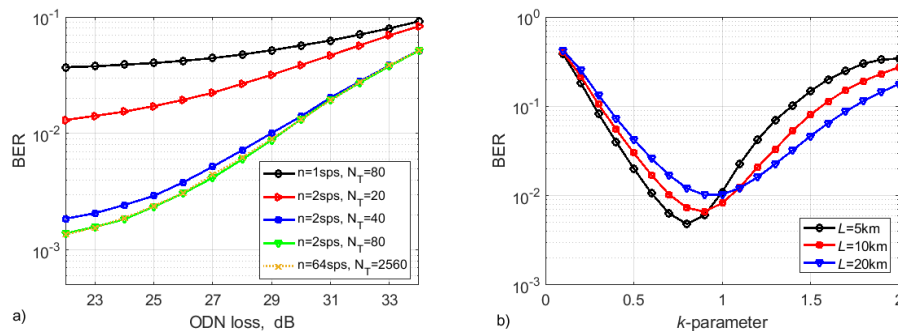 10⁻¹
10⁻²
10⁻³
BER
23 25 27 29 31 33
ODN loss, dB
a)
n=1sps, N_T=80
n=2sps, N_T=20
n=2sps, N_T=40
n=2sps, N_T=80
n=64sps, N_T=2560
10⁰
10⁻¹
10⁻²
10⁻³
BER
0 0.5 1 1.5 2
k-parameter
b)
L=5km
L=10km
L=20km